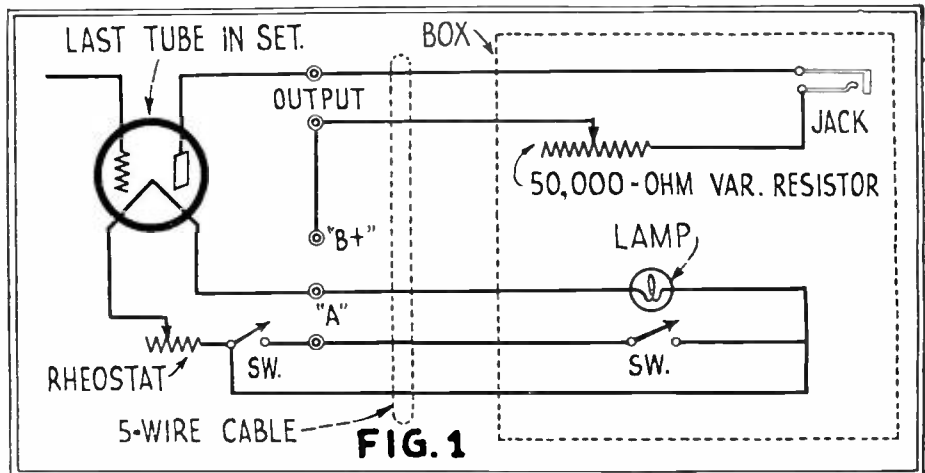 LAST TUBE IN SET.
BOX
OUTPUT
JACK
50,000-OHM VAR. RESISTOR
"B+"
LAMP
"A"
RHEOSTAT
SW.
SW.
5-WIRE CABLE
FIG. 1